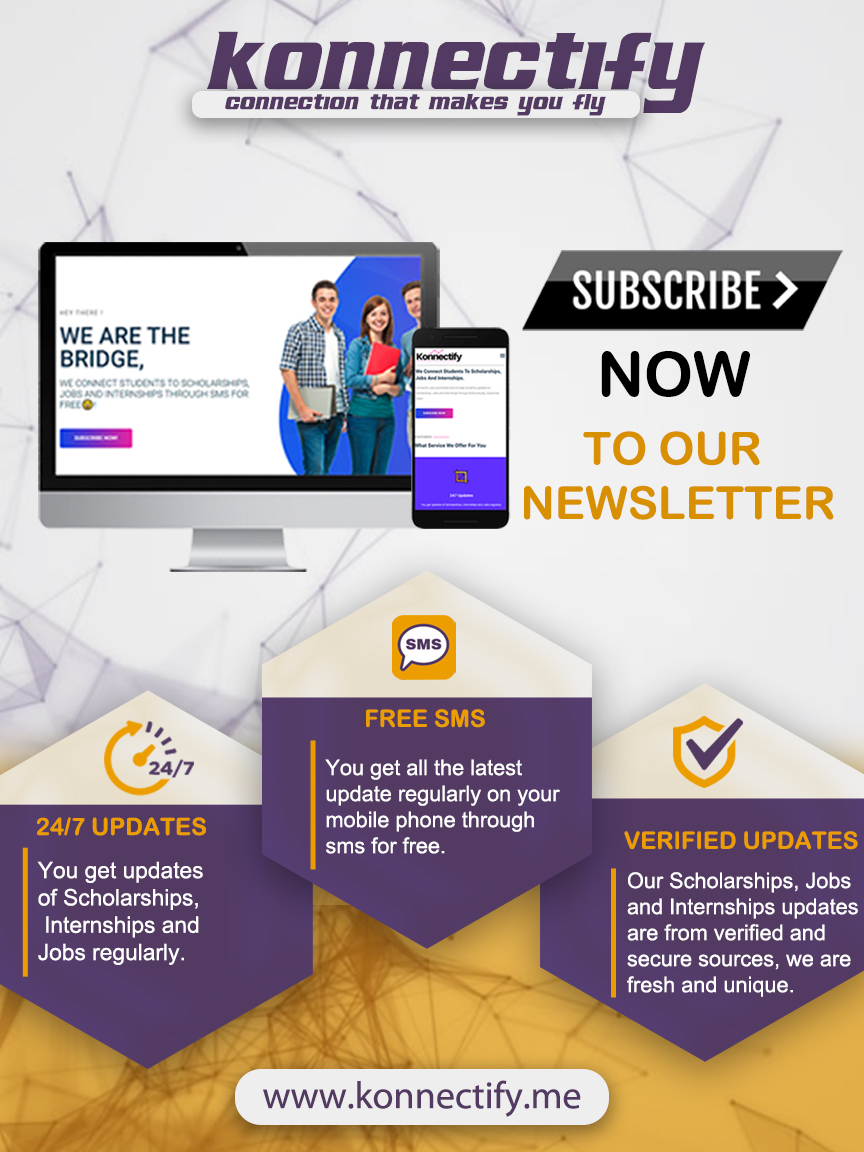 konnectify
connection that makes you fly
HEY THERE !
WE ARE THE
BRIDGE,
WE CONNECT STUDENTS TO SCHOLARSHIPS,
JOBS AND INTERNSHIPS THROUGH SMS FOR
FREE
SUBSCRIBE NOW!
Konnectify
We Connect Students To Scholarships,
Jobs And Internships.
SUBSCRIBE NOW
What Service We Offer For You
24/7 Updates
SUBSCRIBE >
NOW
TO OUR
NEWSLETTER
SMS
FREE SMS
You get all the latest
update regularly on your
mobile phone through
sms for free.
24/7
24/7 UPDATES
You get updates
of Scholarships,
Internships and
Jobs regularly.
VERIFIED UPDATES
Our Scholarships, Jobs
and Internships updates
are from verified and
secure sources, we are
fresh and unique.
www.konnectify.me